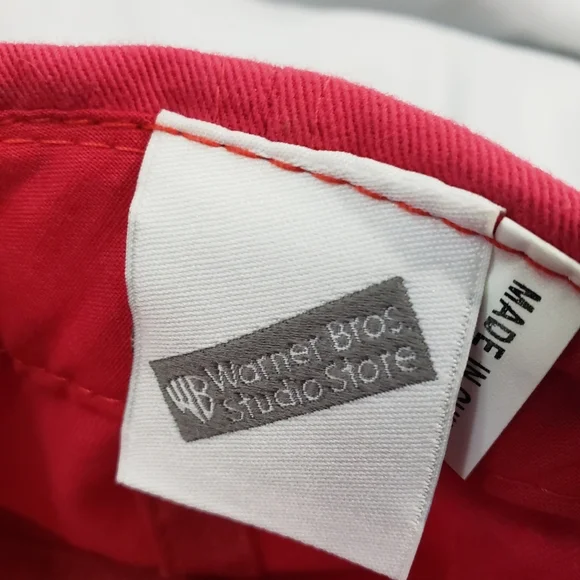 WB Warner Bros.
Studio Store
MADE IN